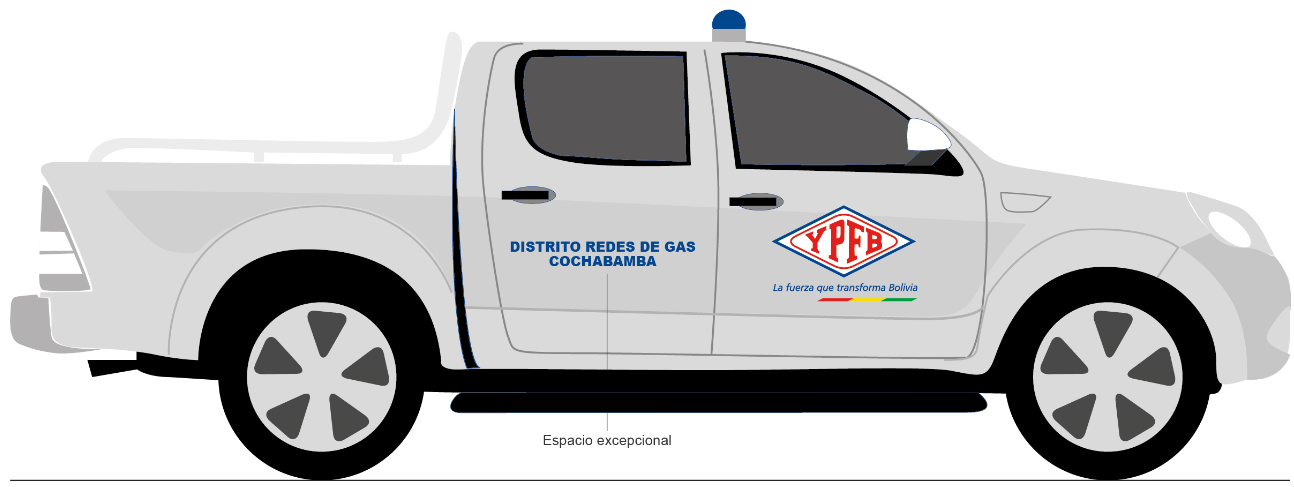 DISTRITO REDES DE GAS
COCHABAMBA
YPFB
La fuerza que transforma Bolivia
Espacio excepcional